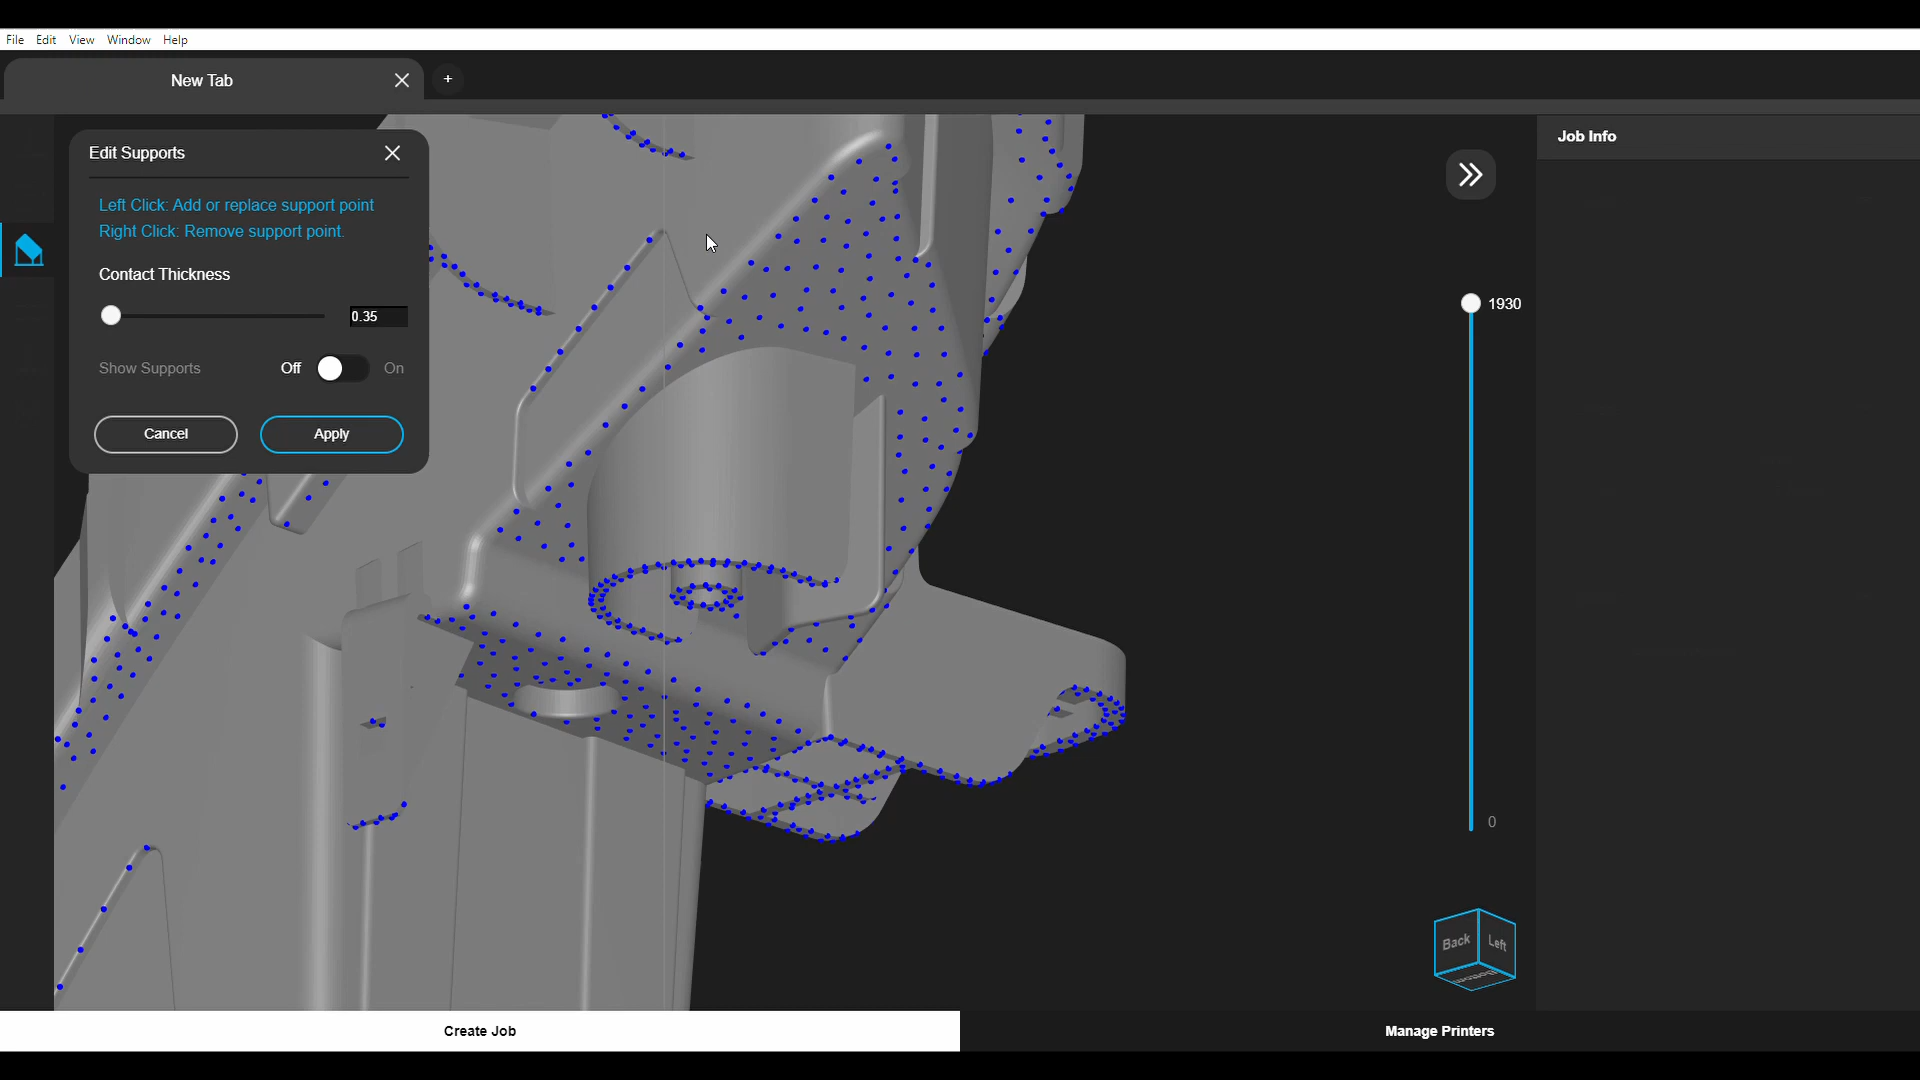 File Edit View Window Help
New Tab
+
Edit Supports
Left Click: Add or replace support point
Right Click: Remove support point.
Contact Thickness
0.35
Show Supports Off On
Cancel Apply
Job Info
1930
0
Back Left
Bottom
Create Job Manage Printers